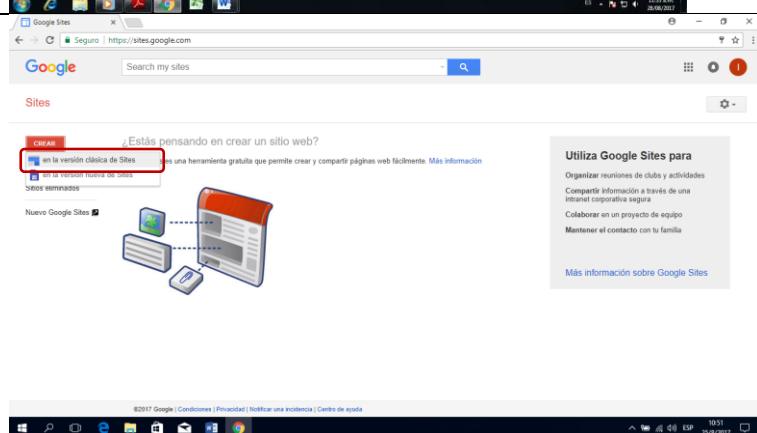 ES
28/08/2017
Google Sites
Seguro | https://sites.google.com
Google
Search my sites
I
Sites
CREAR
¿Estás pensando en crear un sitio web?
en la versión clásica de Sites
es una herramienta gratuita que permite crear y compartir páginas web fácilmente. Más información
en la versión nueva de Sites
Sitios eliminados
Nuevo Google Sites
Utiliza Google Sites para
Organizar reuniones de clubs y actividades
Compartir información a través de una
intranet corporativa segura
Colaborar en un proyecto de equipo
Mantener el contacto con tu familia
Más información sobre Google Sites
©2017 Google | Condiciones | Privacidad | Notificar una incidencia | Centro de ayuda
ESP
10:51